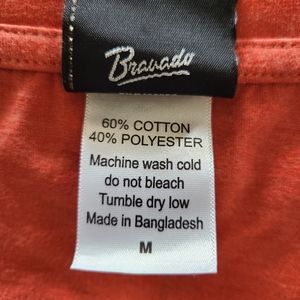 Bravado
60% COTTON
40% POLYESTER
Machine wash cold
do not bleach
Tumble dry low
Made in Bangladesh
M